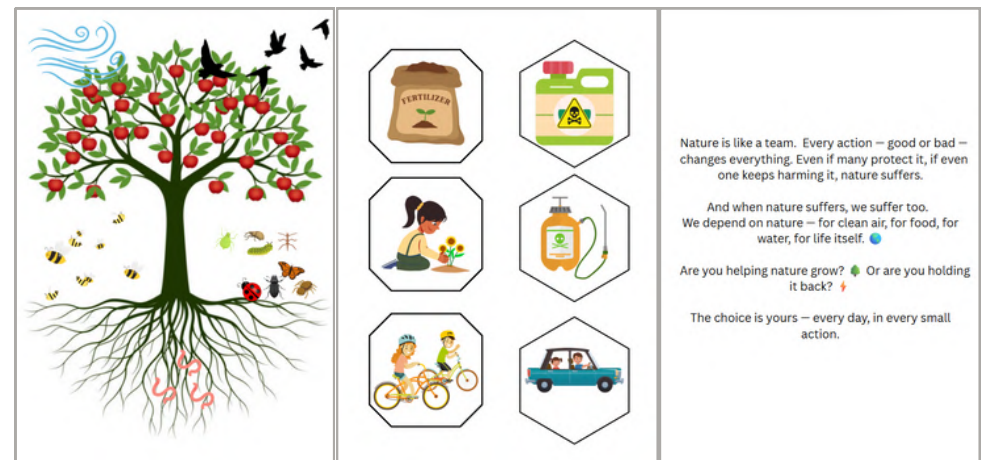 FERTILIZER
Nature is like a team. Every action — good or bad —
changes everything. Even if many protect it, if even
one keeps harming it, nature suffers.
And when nature suffers, we suffer too.
We depend on nature — for clean air, for food, for
water, for life itself. 🌎
Are you helping nature grow? 🌳 Or are you holding
it back? ⚡
The choice is yours — every day, in every small
action.